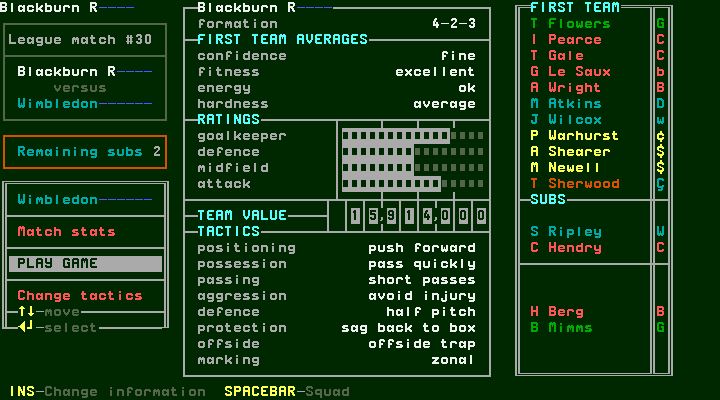 Blackburn R
League match #30
Blackburn R
versus
Wimbledon
Remaining subs 2
Wimbledon
Match stats
PLAY GAME
Change tactics
↑↓-move
-select
Blackburn R
formation 4-2-3
FIRST TEAM AVERAGES
confidence fine
fitness excellent
energy ok
hardness average
RATINGS
goalkeeper
defence
midfield
attack
TEAM VALUE 15,914,000
TACTICS
positioning push forward
possession pass quickly
passing short passes
aggression avoid injury
defence half pitch
protection sag back to box
offside offside trap
marking zonal
FIRST TEAM
T Flowers G
I Pearce C
T Gale C
G Le Saux b
A Wright B
M Atkins D
J Wilcox w
P Warhurst ¢
A Shearer $
M Newell $
T Sherwood Ç
SUBS
S Ripley W
C Hendry C
H Berg B
B Mimms G
INS-Change information SPACEBAR-Squad